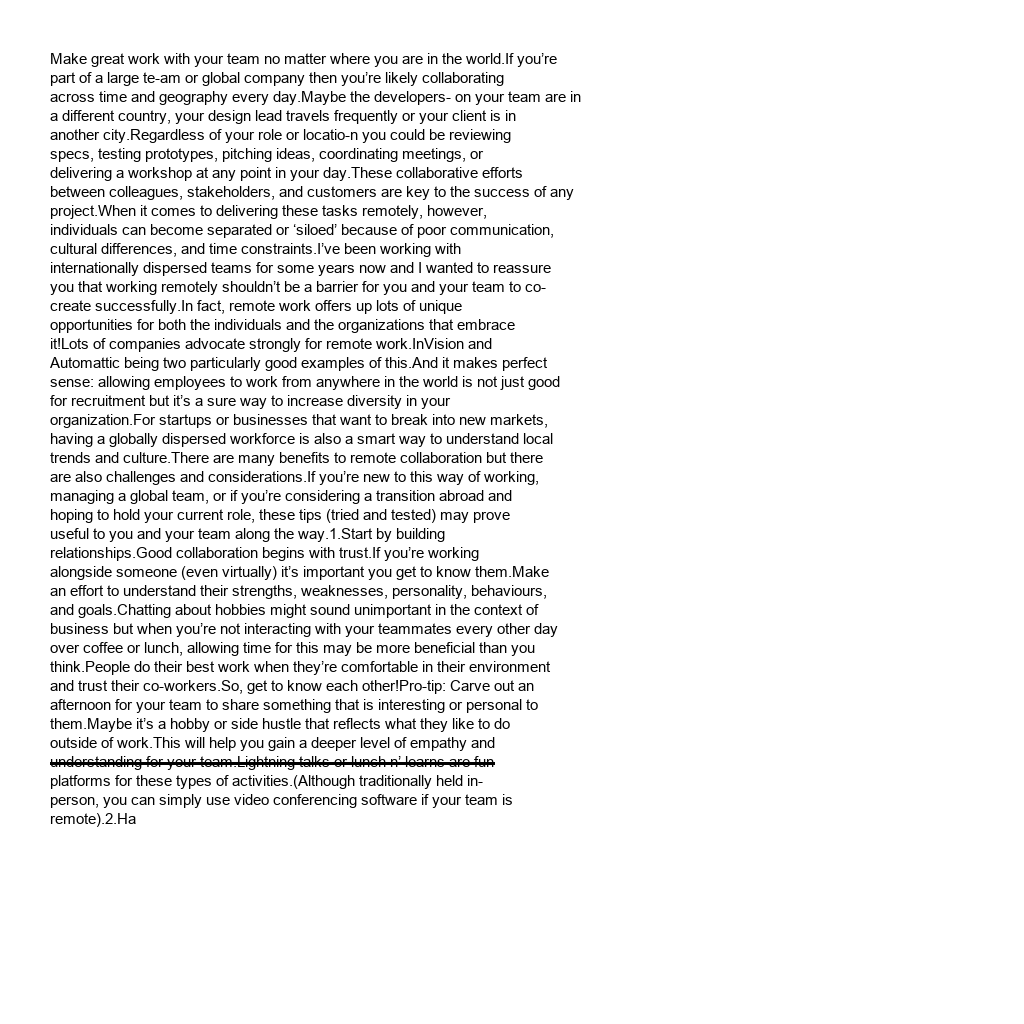 Make great work with your team no matter where you are in the world.If you’re
part of a large te-am or global company then you’re likely collaborating
across time and geography every day.Maybe the developers- on your team are in
a different country, your design lead travels frequently or your client is in
another city.Regardless of your role or locatio-n you could be reviewing
specs, testing prototypes, pitching ideas, coordinating meetings, or
delivering a workshop at any point in your day.These collaborative efforts
between colleagues, stakeholders, and customers are key to the success of any
project.When it comes to delivering these tasks remotely, however,
individuals can become separated or ‘siloed’ because of poor communication,
cultural differences, and time constraints.I’ve been working with
internationally dispersed teams for some years now and I wanted to reassure
you that working remotely shouldn’t be a barrier for you and your team to co-
create successfully.In fact, remote work offers up lots of unique
opportunities for both the individuals and the organizations that embrace
it!Lots of companies advocate strongly for remote work.InVision and
Automattic being two particularly good examples of this.And it makes perfect
sense: allowing employees to work from anywhere in the world is not just good
for recruitment but it’s a sure way to increase diversity in your
organization.For startups or businesses that want to break into new markets,
having a globally dispersed workforce is also a smart way to understand local
trends and culture.There are many benefits to remote collaboration but there
are also challenges and considerations.If you’re new to this way of working,
managing a global team, or if you’re considering a transition abroad and
hoping to hold your current role, these tips (tried and tested) may prove
useful to you and your team along the way.1.Start by building
relationships.Good collaboration begins with trust.If you’re working
alongside someone (even virtually) it’s important you get to know them.Make
an effort to understand their strengths, weaknesses, personality, behaviours,
and goals.Chatting about hobbies might sound unimportant in the context of
business but when you’re not interacting with your teammates every other day
over coffee or lunch, allowing time for this may be more beneficial than you
think.People do their best work when they’re comfortable in their environment
and trust their co-workers.So, get to know each other!Pro-tip: Carve out an
afternoon for your team to share something that is interesting or personal to
them.Maybe it’s a hobby or side hustle that reflects what they like to do
outside of work.This will help you gain a deeper level of empathy and
understanding for your team.Lightning talks or lunch n’ learns are fun
platforms for these types of activities.(Although traditionally held in-
person, you can simply use video conferencing software if your team is
remote).2.Ha